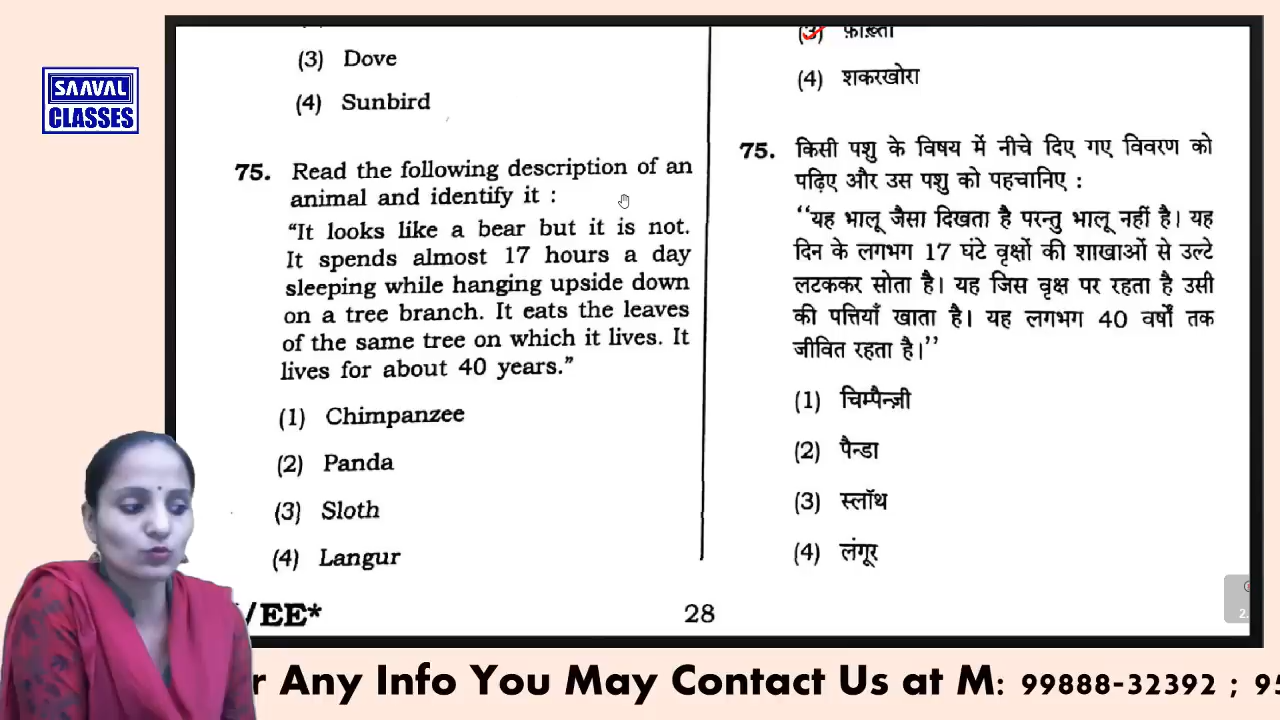 SAAVAL
CLASSES
(3) Dove
(4) Sunbird
75. Read the following description of an
animal and identify it :
“It looks like a bear but it is not.
It spends almost 17 hours a day
sleeping while hanging upside down
on a tree branch. It eats the leaves
of the same tree on which it lives. It
lives for about 40 years.”
(1) Chimpanzee
(2) Panda
(3) Sloth
(4) Langur
(3) फ़ाख़्ता
(4) शकरखोरा
75. किसी पशु के विषय में नीचे दिए गए विवरण को
पढ़िए और उस पशु को पहचानिए :
“यह भालू जैसा दिखता है परन्तु भालू नहीं है। यह
दिन के लगभग 17 घंटे वृक्षों की शाखाओं से उल्टे
लटककर सोता है। यह जिस वृक्ष पर रहता है उसी
की पत्तियाँ खाता है। यह लगभग 40 वर्षों तक
जीवित रहता है।”
(1) चिम्पैन्ज़ी
(2) पैन्डा
(3) स्लॉथ
(4) लंगूर
/EE*
28
r Any Info You May Contact Us at M: 99888-32392 ; 95